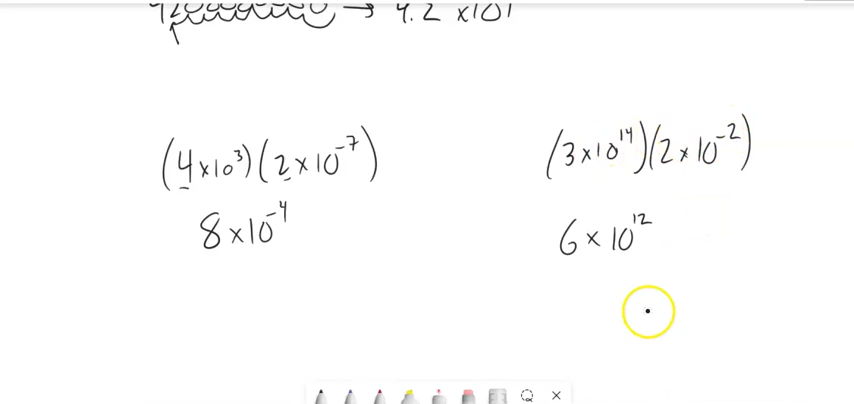 → 4.2 x10
(4x10³)(2x10⁻⁷)
8x10⁻⁴
(3x10¹⁴)(2x10⁻²)
6x10¹²